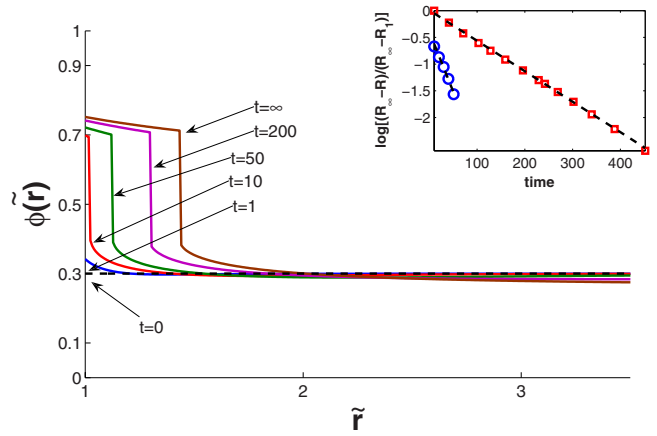 1
0.9
0.7
0.5
0.3
0.1
0
ϕ(r̃)
t=∞
t=200
t=50
t=10
t=1
t=0
1
2
3
r̃
0
−0.5
−1
−1.5
−2
log[(R∞−R)/(R∞−R₁)]
100 200 300 400
time